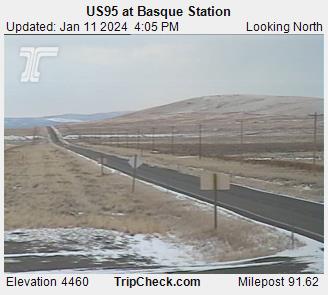 US95 at Basque Station
Updated: Jan 11 2024 4:05 PM Looking North
Elevation 4460 TripCheck.com Milepost 91.62